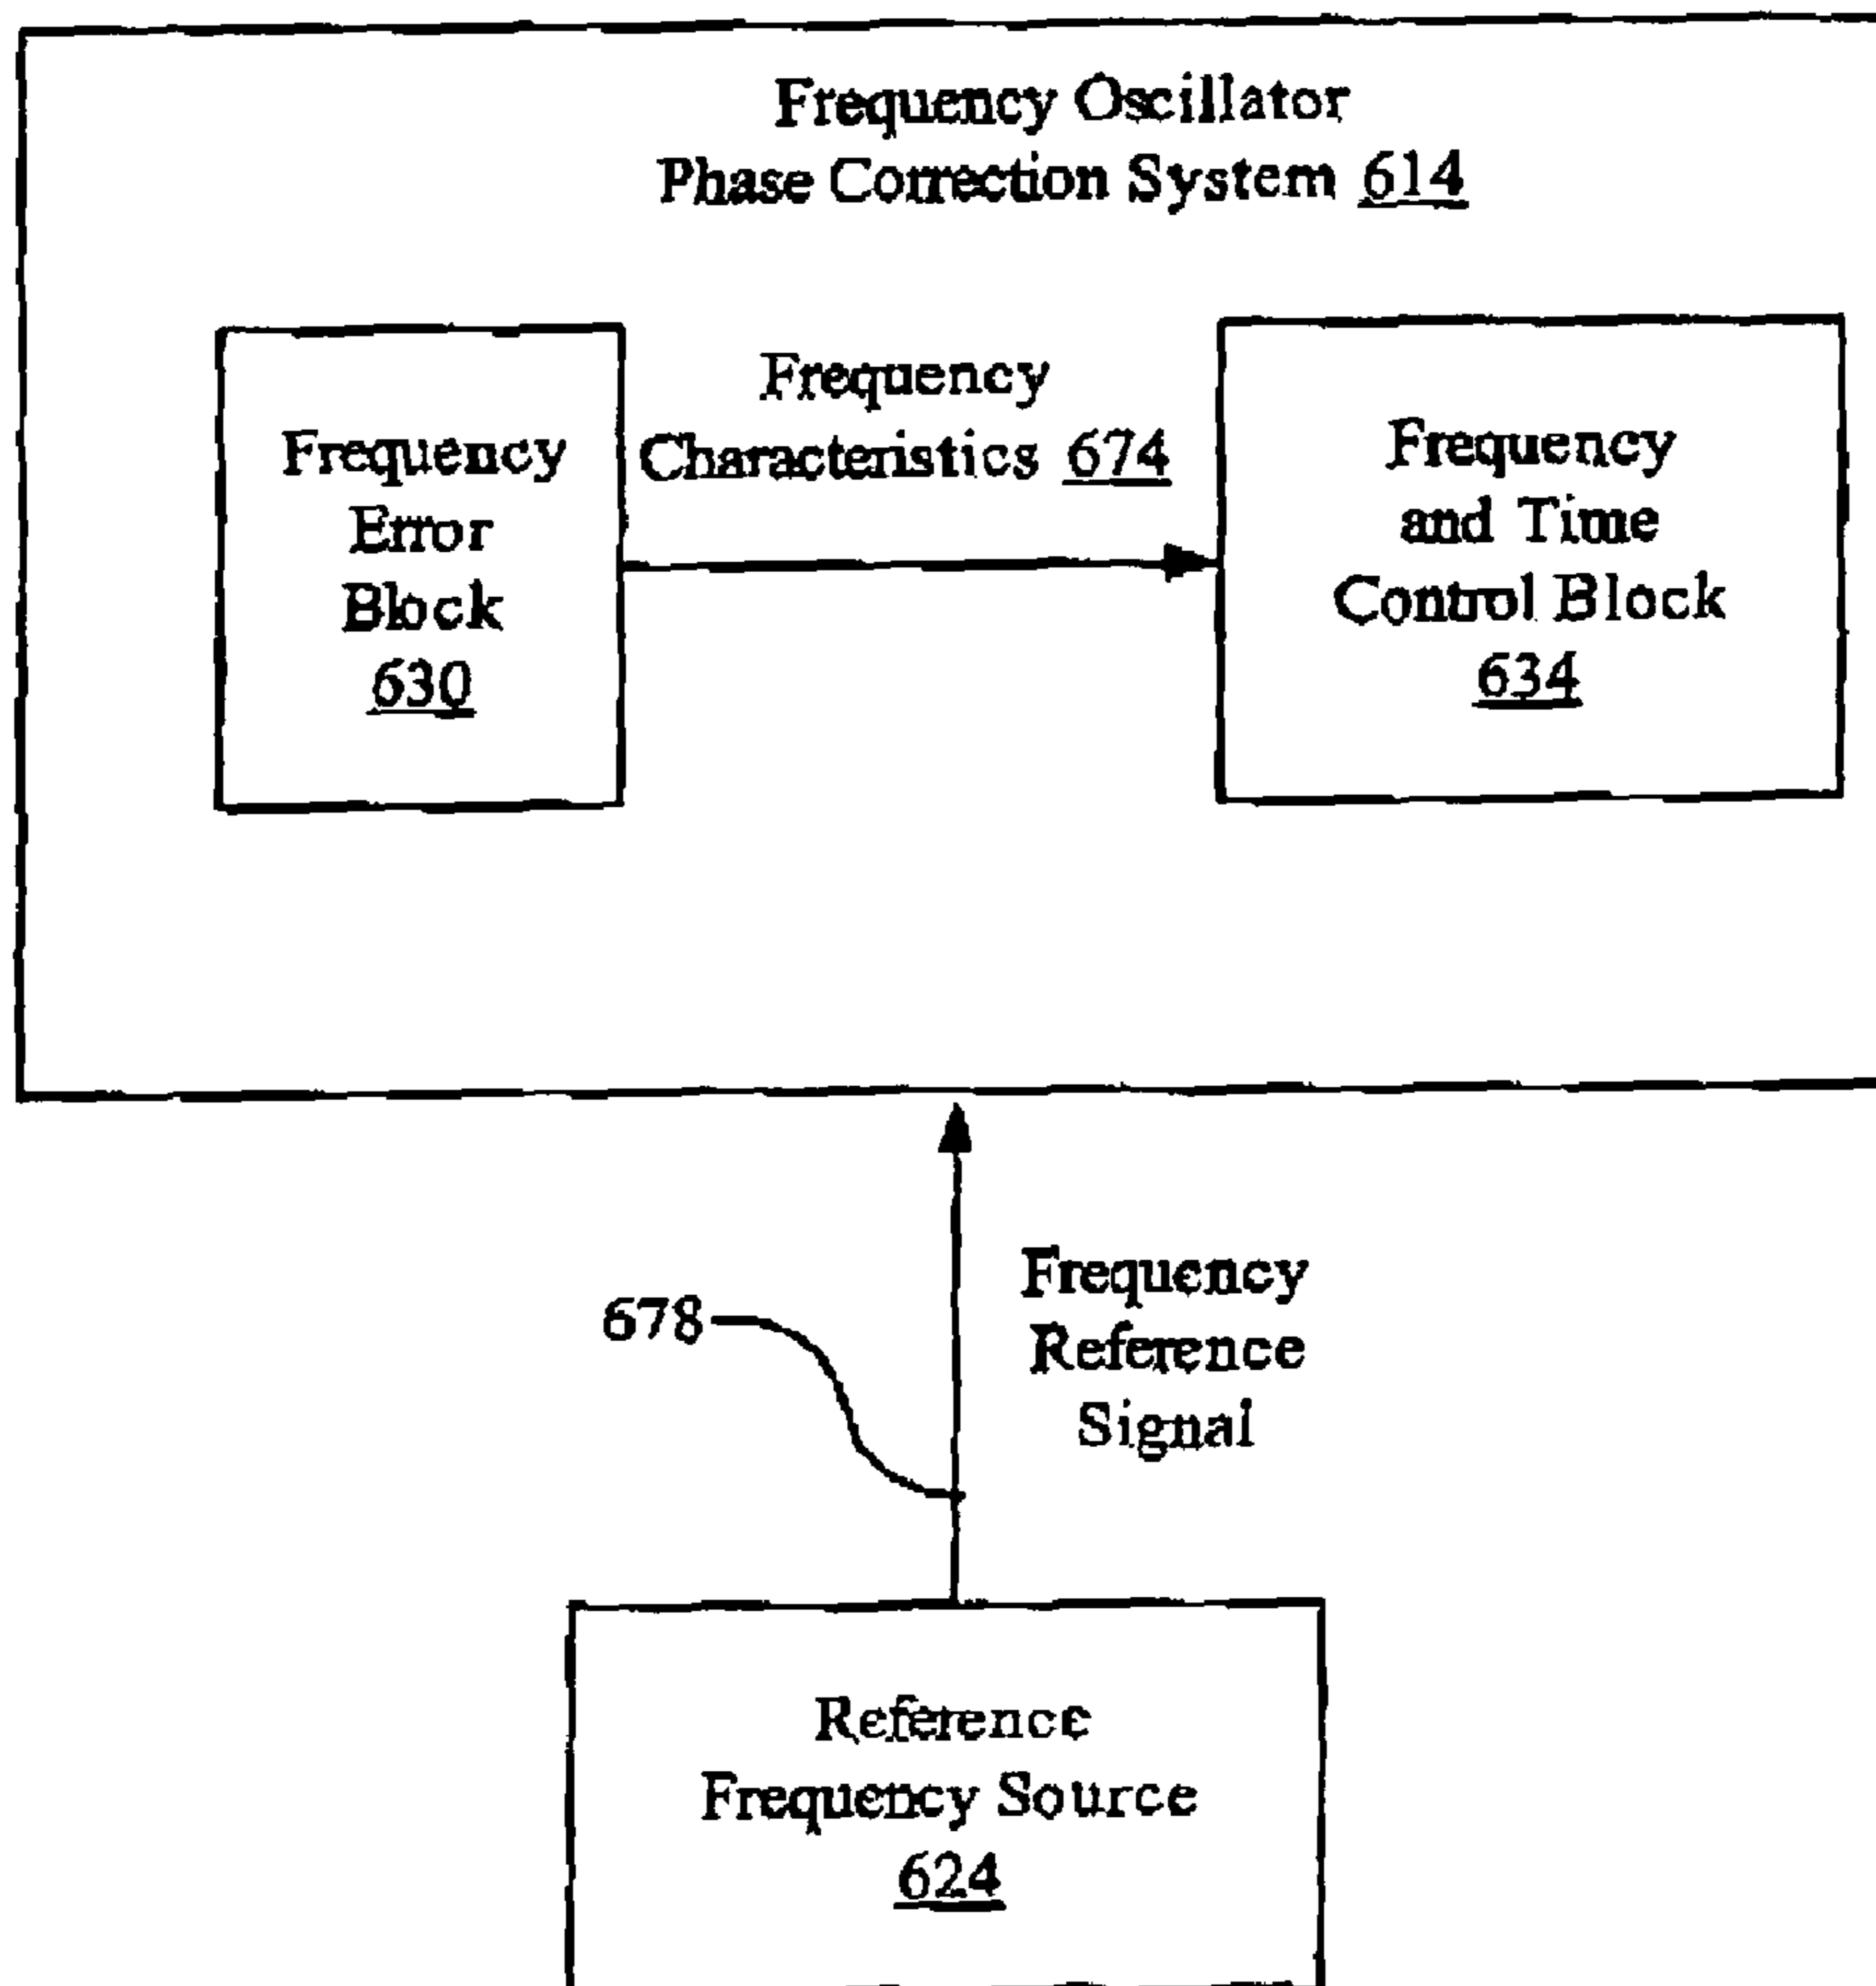 Frequency Oscillator
Phase Correction System 614
Frequency
Error
Block
630
Frequency
Characteristics 674
Frequency
and Time
Control Block
634
678
Frequency
Reference
Signal
Reference
Frequency Source
624